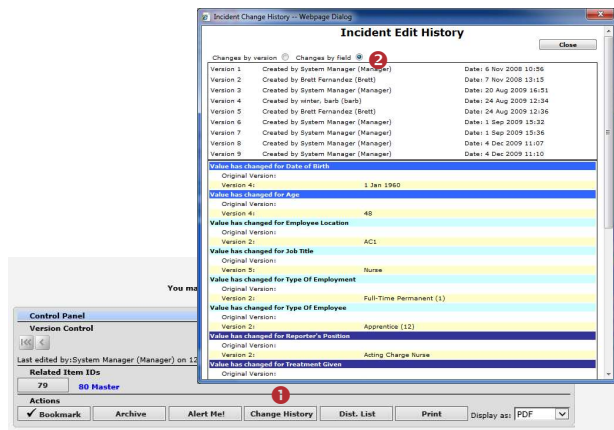 Incident Change History -- Webpage Dialog
Incident Edit History
Close
Changes by version Changes by field
2
Version 1 Created by System Manager (Manager) Date: 6 Nov 2008 10:56
Version 2 Created by Brett Fernandez (Brett) Date: 7 Nov 2008 13:15
Version 3 Created by System Manager (Manager) Date: 20 Aug 2009 16:51
Version 4 Created by winter, barb (barb) Date: 24 Aug 2009 12:34
Version 5 Created by Brett Fernandez (Brett) Date: 24 Aug 2009 12:36
Version 6 Created by System Manager (Manager) Date: 1 Sep 2009 15:32
Version 7 Created by System Manager (Manager) Date: 1 Sep 2009 15:36
Version 8 Created by System Manager (Manager) Date: 4 Dec 2009 11:07
Version 9 Created by System Manager (Manager) Date: 4 Dec 2009 11:10
Value has changed for Date of Birth
Original Version:
Version 4: 1 Jan 1960
Value has changed for Age
Original Version:
Version 4: 48
Value has changed for Employee Location
Original Version:
Version 2: AC1
Value has changed for Job Title
Original Version:
Version 5: Nurse
Value has changed for Type Of Employment
Original Version:
Version 2: Full-Time Permanent (1)
Value has changed for Type Of Employee
Original Version:
Version 2: Apprentice (12)
Value has changed for Reporter's Position
Original Version:
Version 2: Acting Charge Nurse
Value has changed for Treatment Given
Original Version:
You ma
Control Panel
Version Control
Last edited by:System Manager (Manager) on 12
Related Item IDs
79 80 Master
1
Actions
Bookmark Archive Alert Me! Change History Dist. List Print Display as: PDF